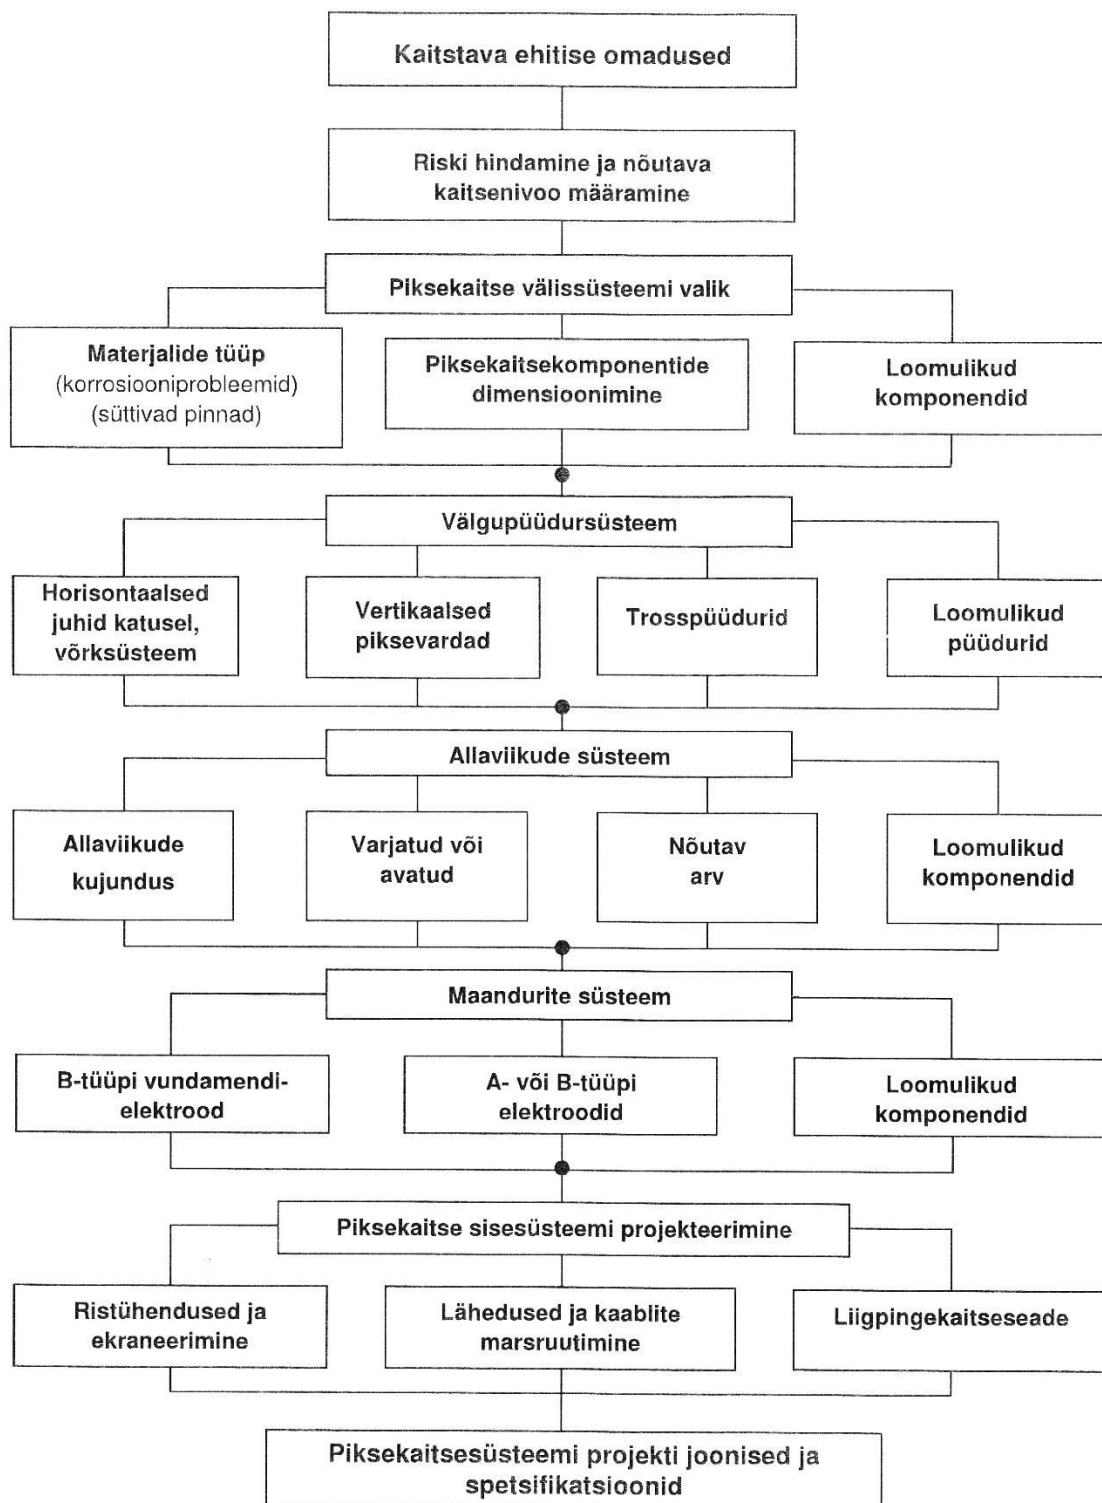 Kaitstava ehitise omadused
Riski hindamine ja nõutava
kaitsenivoo määramine
Piksekaitse välissüsteemi valik
Materjalide tüüp
(korrosiooniprobleemid)
(süttivad pinnad)
Piksekaitsekomponentide
dimensioonimine
Loomulikud
komponendid
Välgupüüdursüsteem
Horisontaalsed
juhid katusel,
võrksüsteem
Vertikaalsed
piksevardad
Trosspüüdurid
Loomulikud
püüdurid
Allaviikude süsteem
Allaviikude
kujundus
Varjatud või
avatud
Nõutav
arv
Loomulikud
komponendid
Maandurite süsteem
B-tüüpi vundamendi-
elektrood
A- või B-tüüpi
elektroodid
Loomulikud
komponendid
Piksekaitse sisesüsteemi projekteerimine
Ristühendused ja
ekraneerimine
Lähedused ja kaablite
marsruutimine
Liigpingekaitseseade
Piksekaitsesüsteemi projekti joonised ja
spetsifikatsioonid